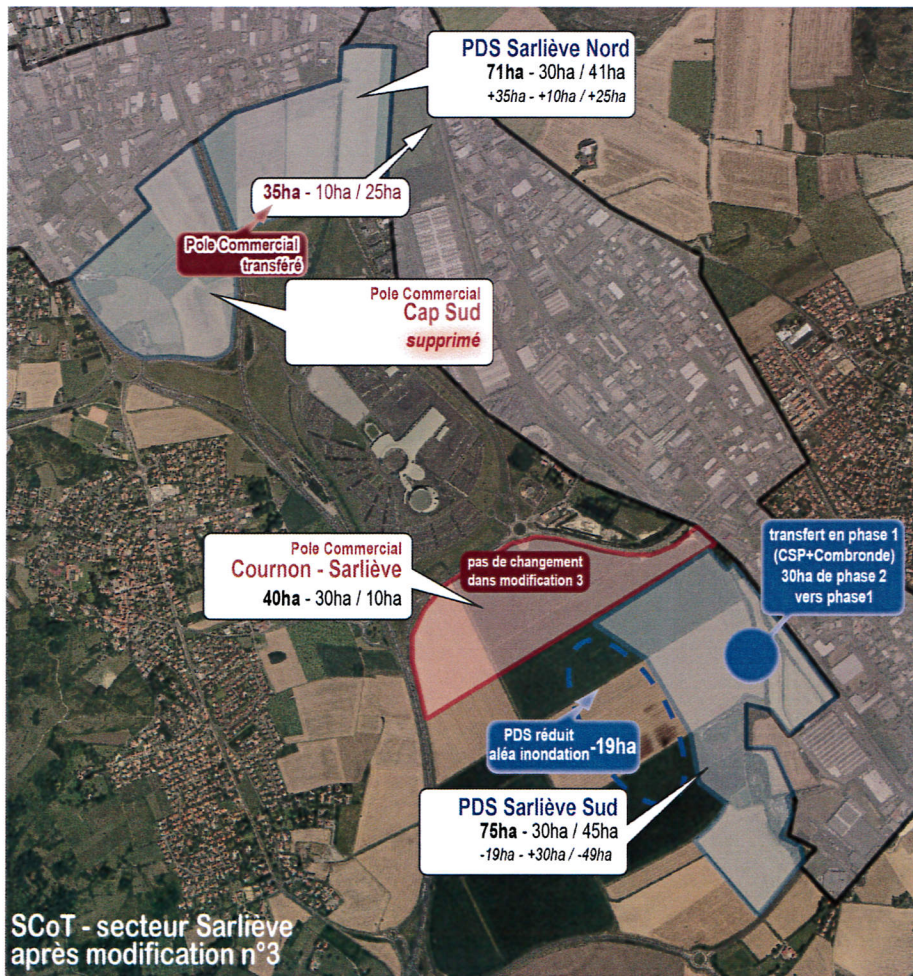 PDS Sarliève Nord
71ha - 30ha / 41ha
+35ha - +10ha / +25ha
35ha - 10ha / 25ha
Pole Commercial
transféré
Pole Commercial
Cap Sud
supprimé
Pole Commercial
Cournon - Sarliève
40ha - 30ha / 10ha
pas de changement
dans modification 3
transfert en phase 1
(CSP+Combronde)
30ha de phase 2
vers phase1
PDS réduit
aléa inondation -19ha
PDS Sarliève Sud
75ha - 30ha / 45ha
-19ha - +30ha / -49ha
SCoT - secteur Sarliève
après modification n°3